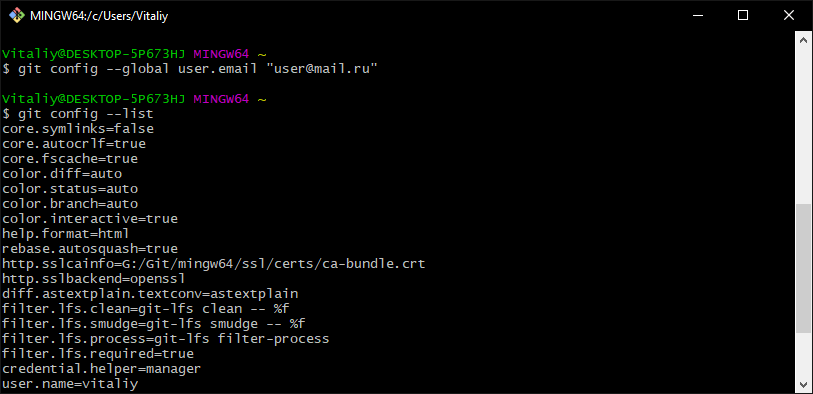 MINGW64:/c/Users/Vitaliy
Vitaliy@DESKTOP-5P673HJ MINGW64 ~
$ git config --global user.email "user@mail.ru"
Vitaliy@DESKTOP-5P673HJ MINGW64 ~
$ git config --list
core.symlinks=false
core.autocrlf=true
core.fscache=true
color.diff=auto
color.status=auto
color.branch=auto
color.interactive=true
help.format=html
rebase.autosquash=true
http.sslcainfo=G:/Git/mingw64/ssl/certs/ca-bundle.crt
http.sslbackend=openssl
diff.astextplain.textconv=astextplain
filter.lfs.clean=git-lfs clean -- %f
filter.lfs.smudge=git-lfs smudge -- %f
filter.lfs.process=git-lfs filter-process
filter.lfs.required=true
credential.helper=manager
user.name=vitaliy